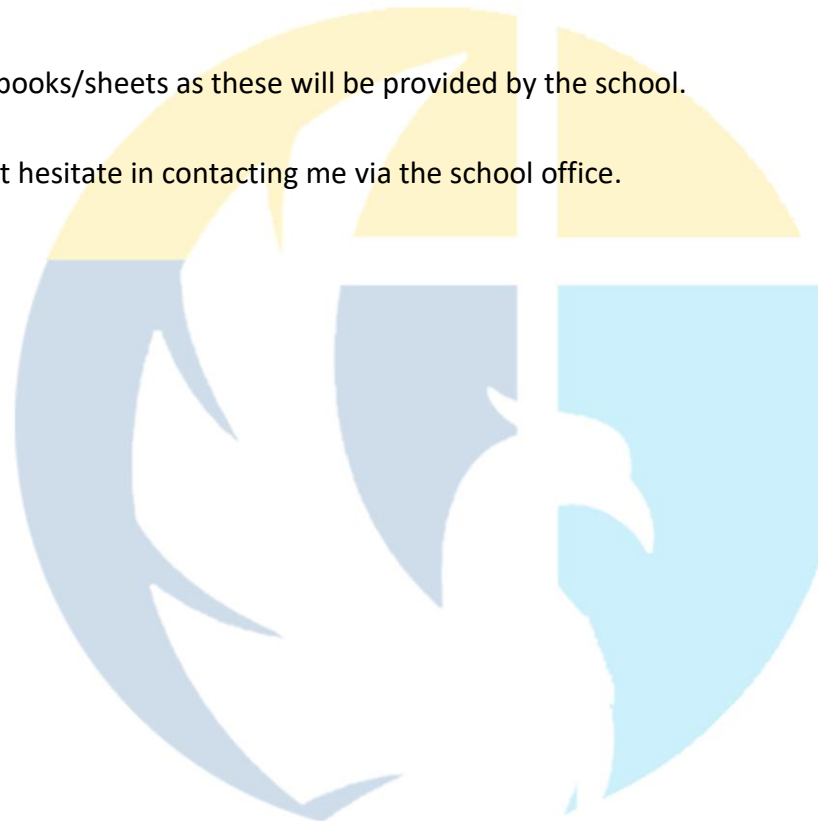 books/sheets as these will be provided by the school.
t hesitate in contacting me via the school office.